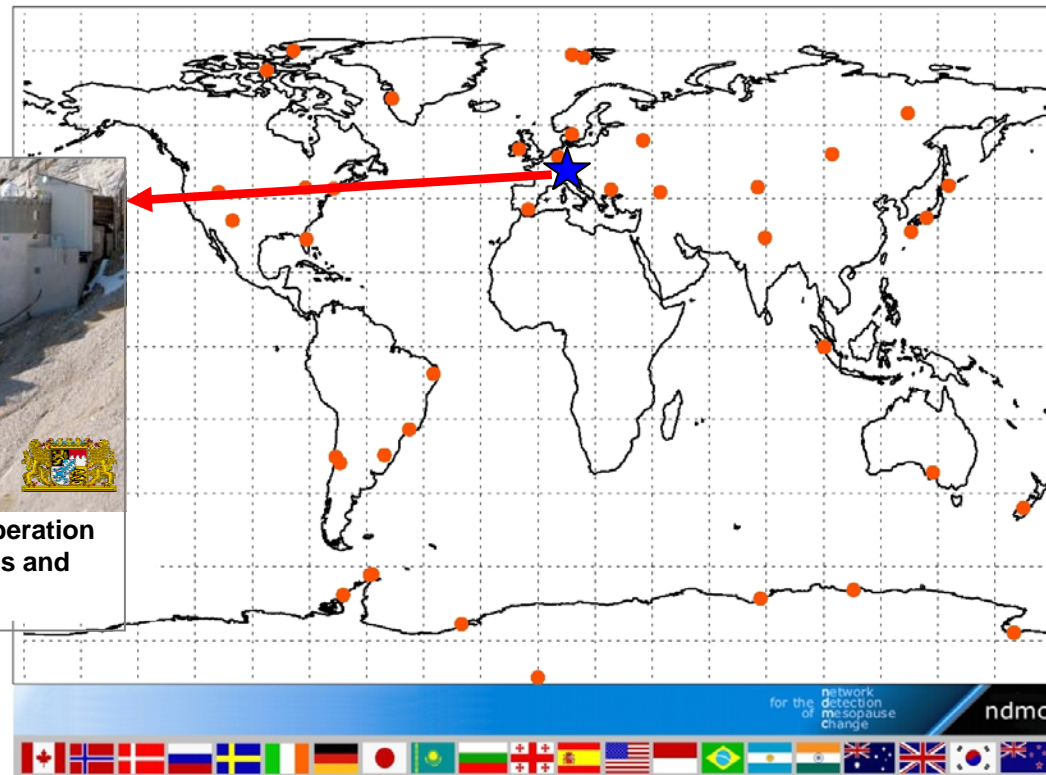 peration
s and
for the network
detection
of mesopause
change
ndmc